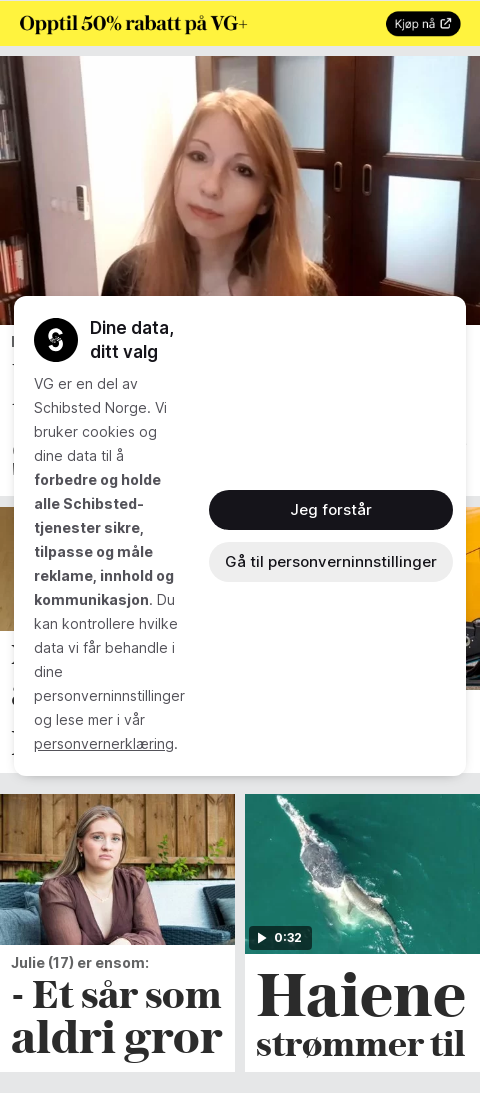 Opptil 50% rabatt på VG+
Kjøp nå
Dine data,
ditt valg
VG er en del av
Schibsted Norge. Vi
bruker cookies og
dine data til å
forbedre og holde
alle Schibsted-
tjenester sikre,
tilpasse og måle
reklame, innhold og
kommunikasjon. Du
kan kontrollere hvilke
data vi får behandle i
dine
personverninnstillinger
og lese mer i vår
personvernerklæring.
Jeg forstår
Gå til personverninnstillinger
0:32
Julie (17) er ensom:
- Et sår som
aldri gror
Haiene
strømmer til